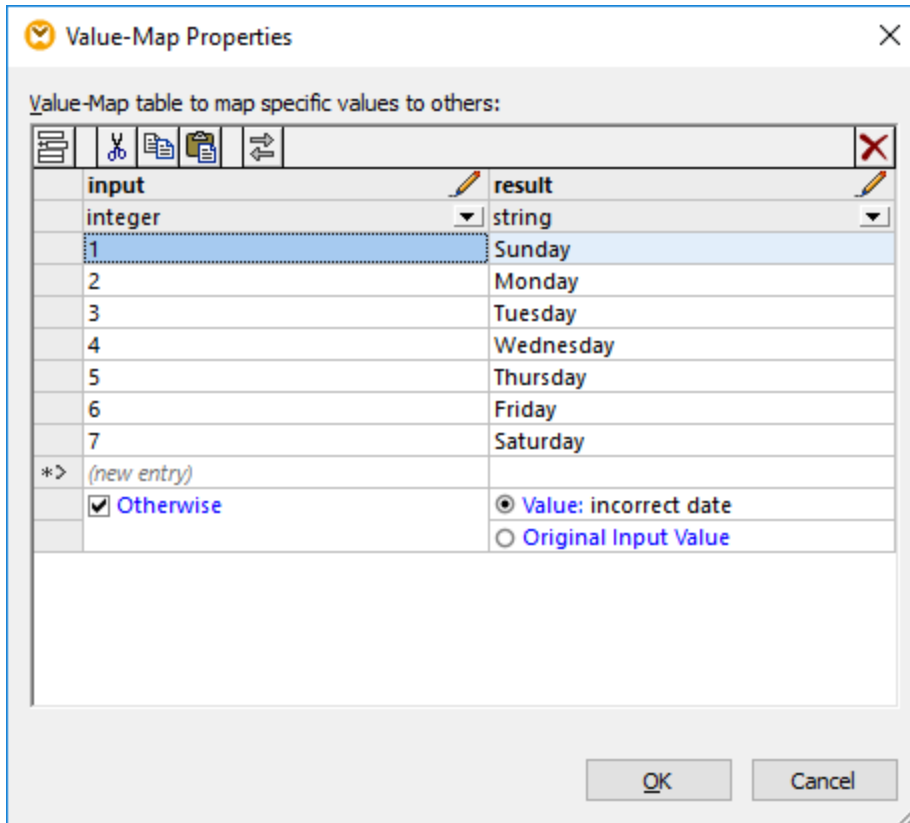 Value-Map Properties
Value-Map table to map specific values to others:
input result
integer string
1 Sunday
2 Monday
3 Tuesday
4 Wednesday
5 Thursday
6 Friday
7 Saturday
(new entry)
Otherwise Value: incorrect date
Original Input Value
OK Cancel